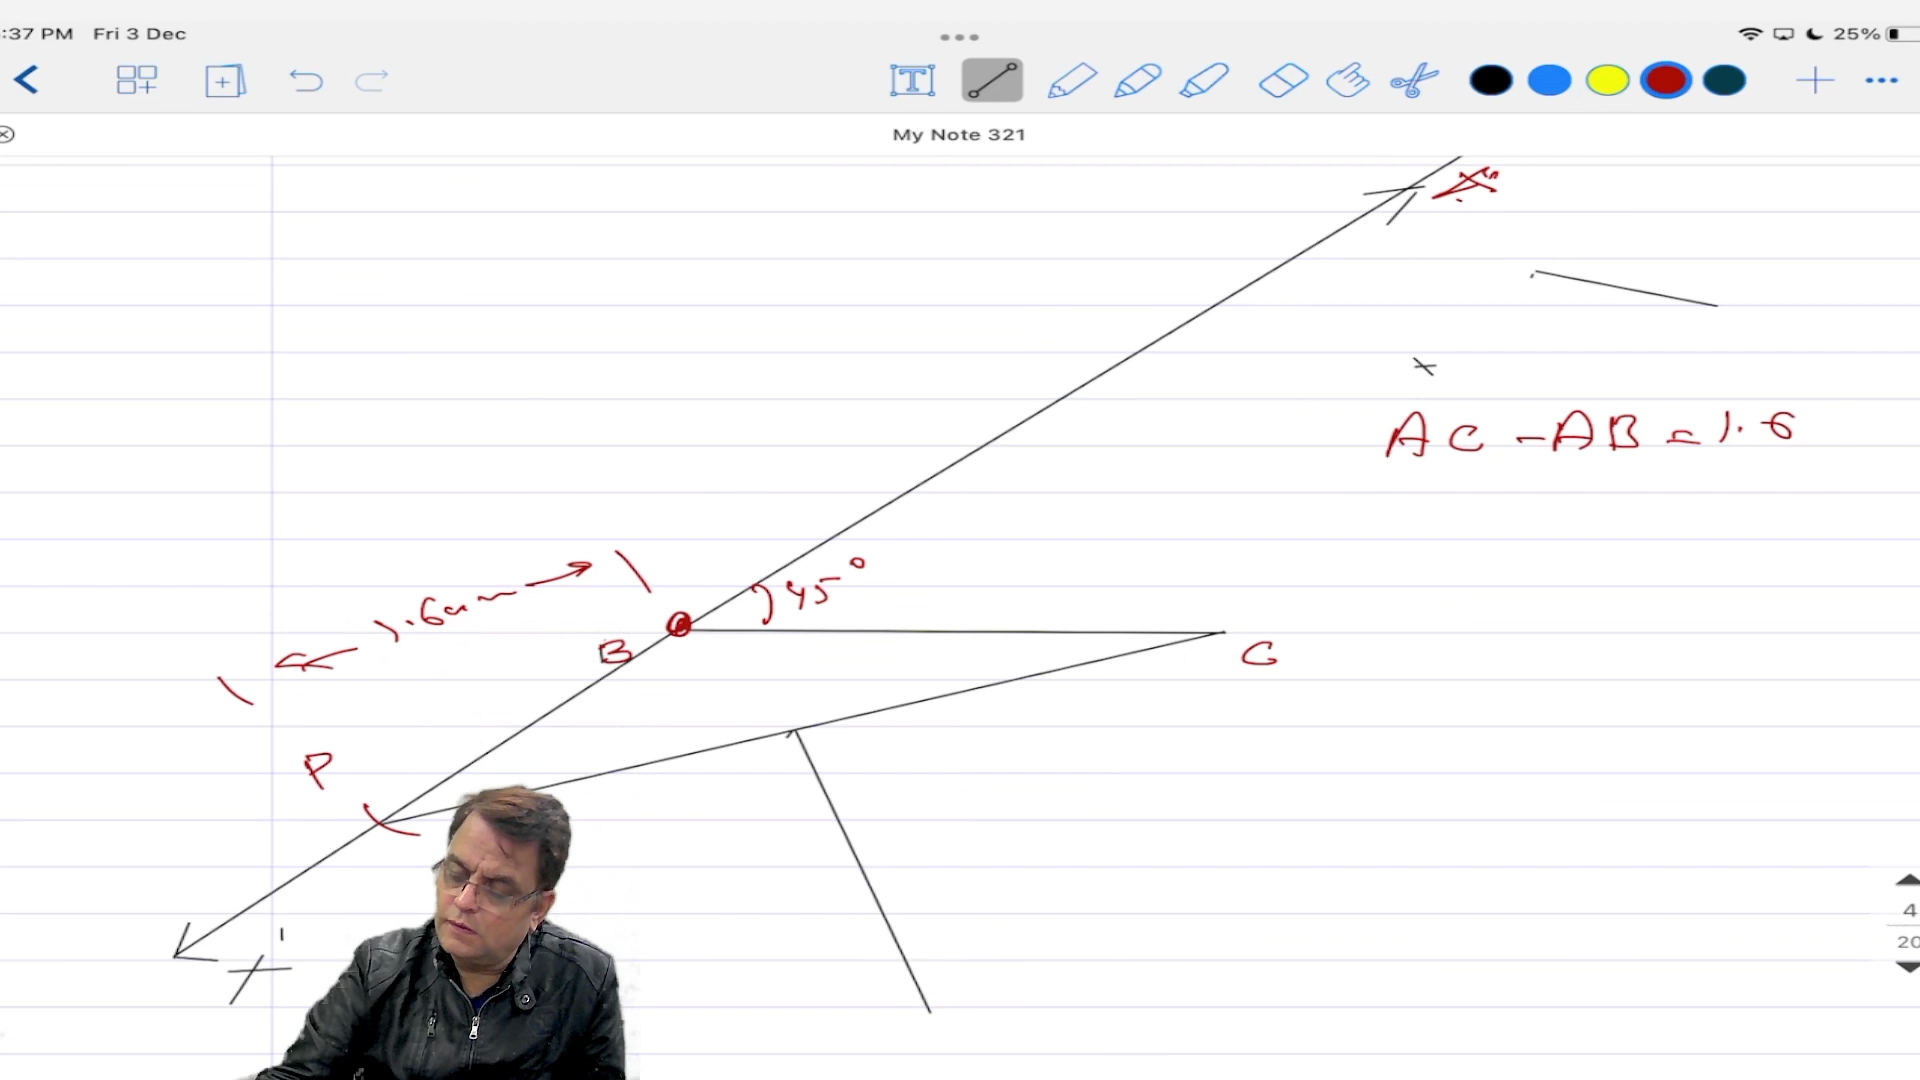 :37 PM Fri 3 Dec
25%
T
My Note 321
AC - AB = 1.6
45°
1.6cm
B
C
P
X'
4
20